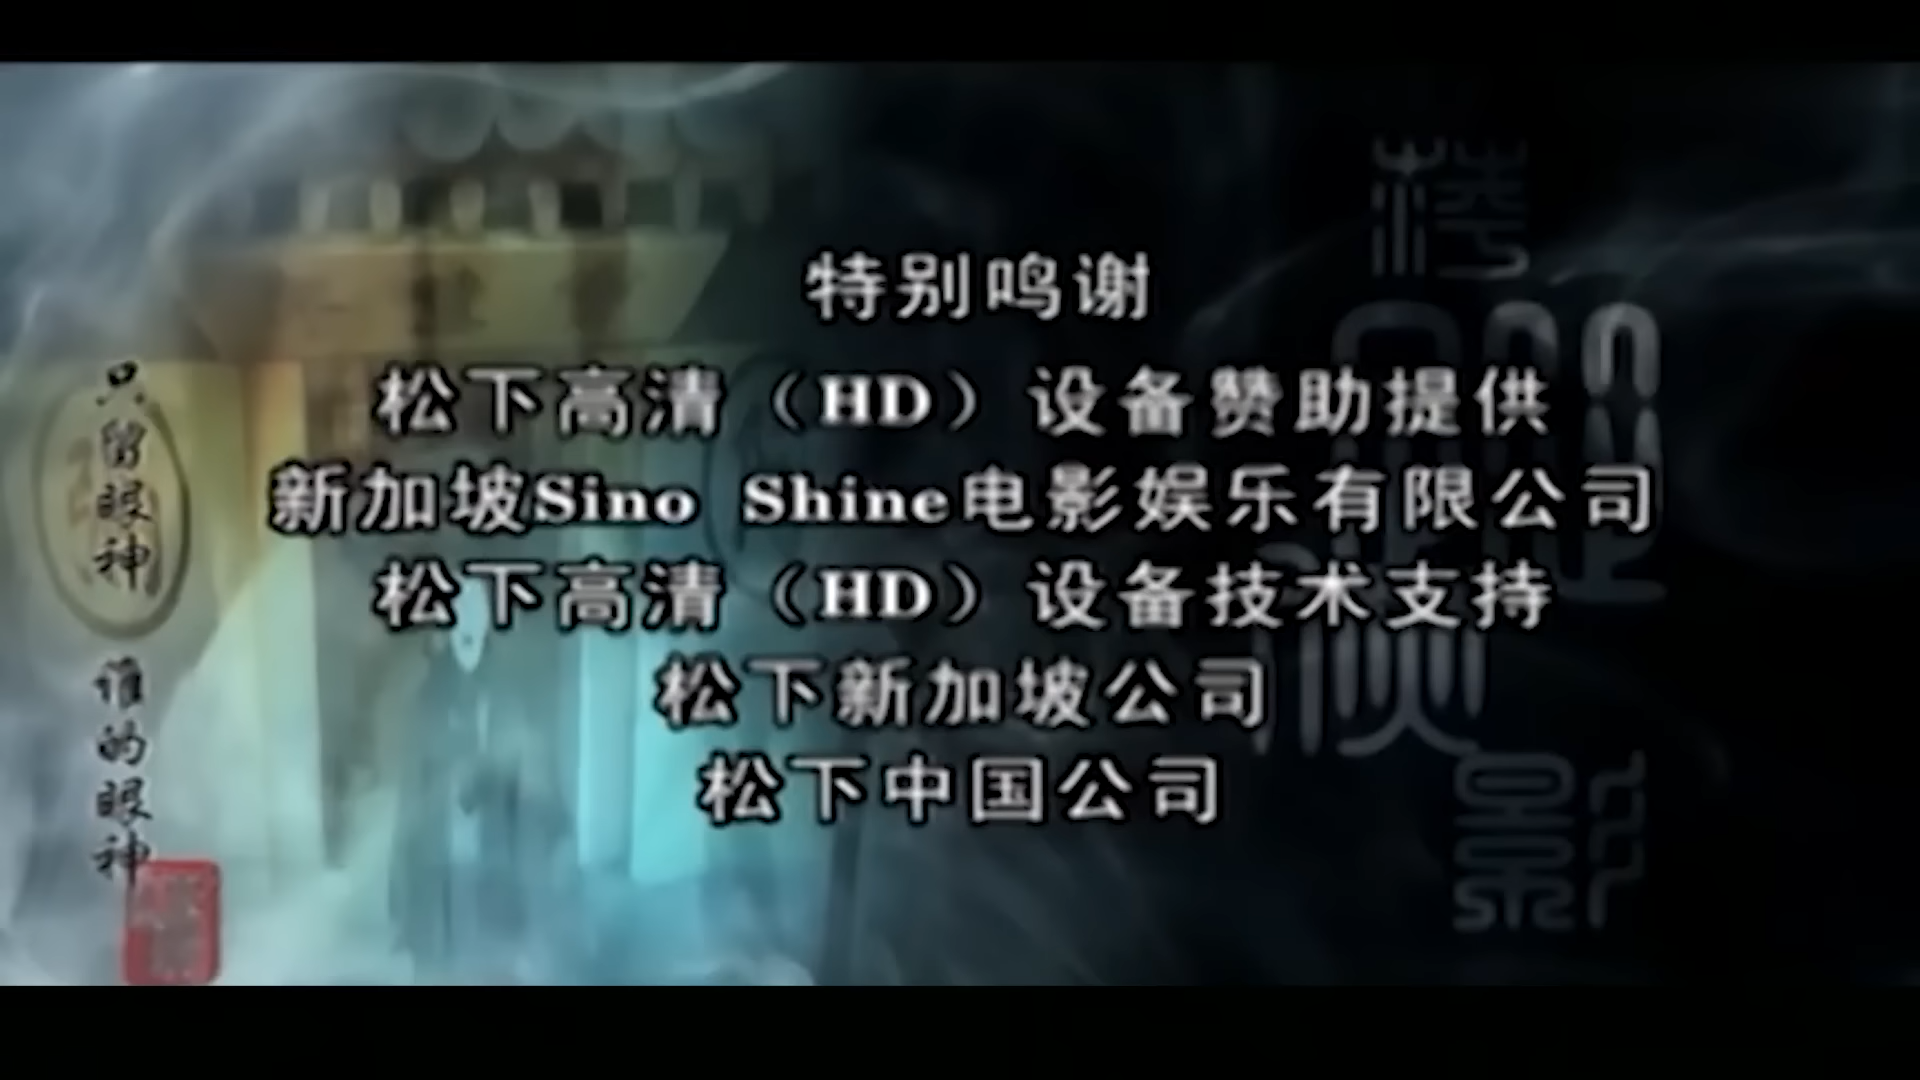 特别鸣谢
松下高清（HD）设备赞助提供
新加坡Sino Shine电影娱乐有限公司
松下高清（HD）设备技术支持
松下新加坡公司
松下中国公司
只留眼神
谁的眼神